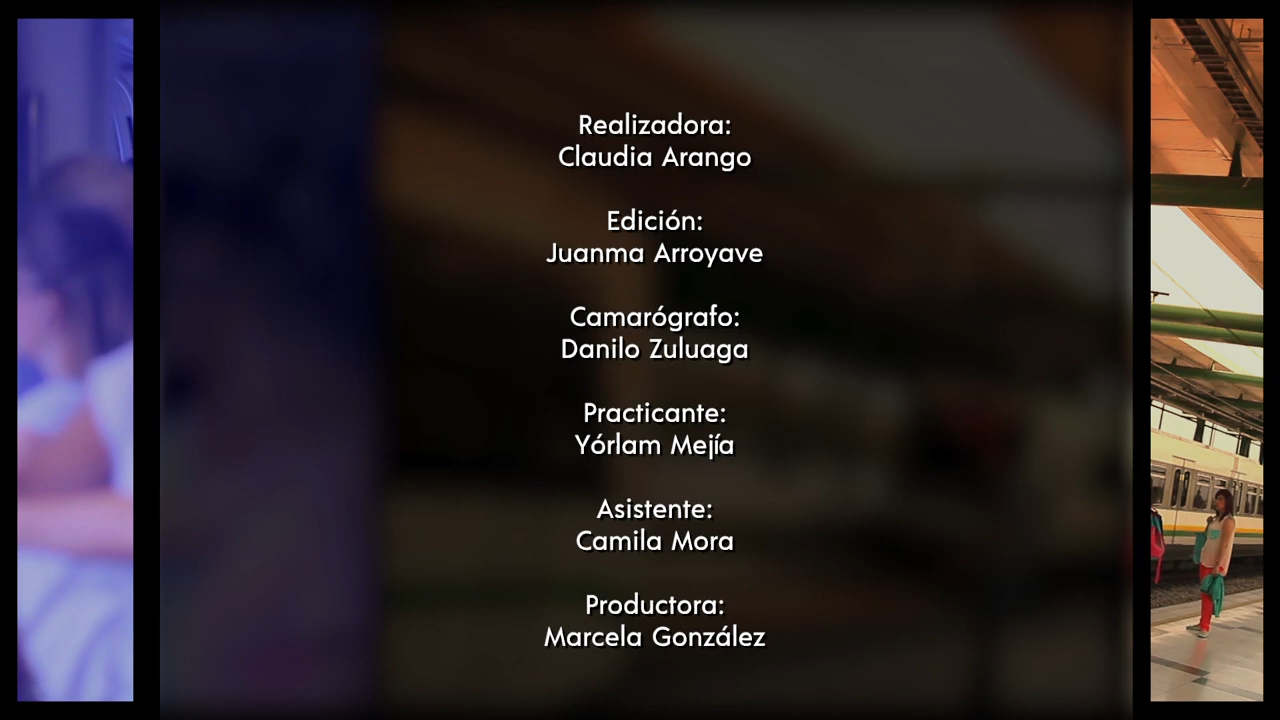 Realizadora:
Claudia Arango
Edición:
Juanma Arroyave
Camarógrafo:
Danilo Zuluaga
Practicante:
Yórlam Mejía
Asistente:
Camila Mora
Productora:
Marcela González